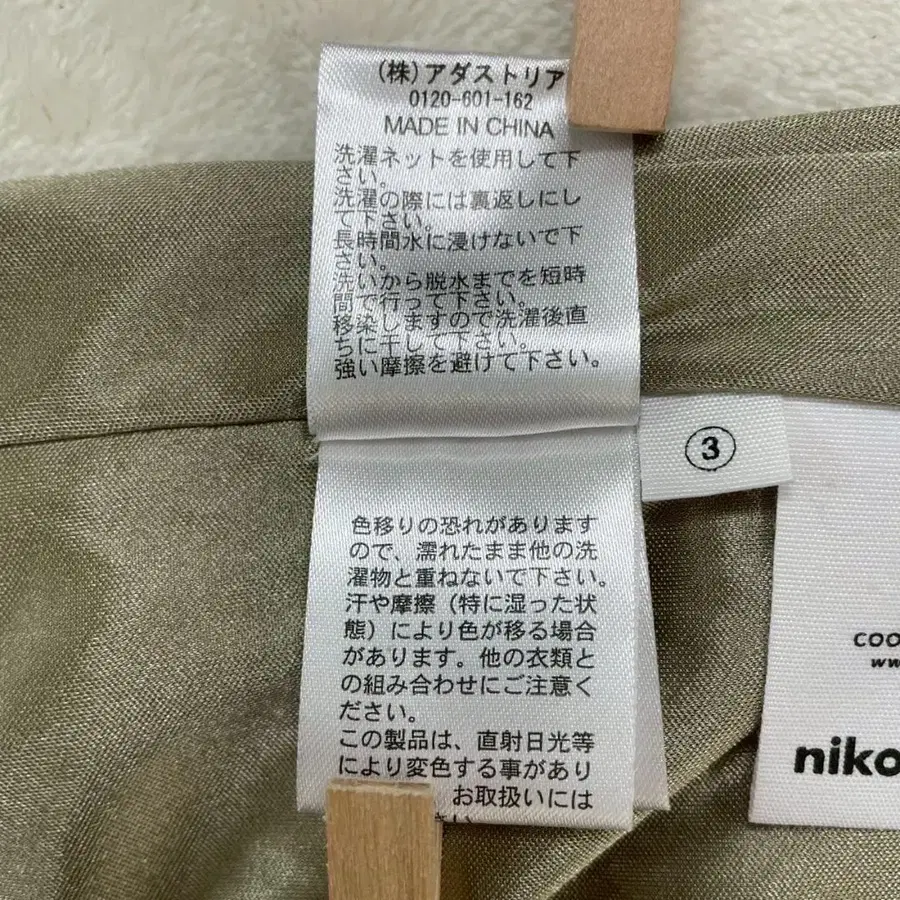 (株)アダストリア
0120-601-162
MADE IN CHINA
洗濯ネットを使用して下
さい。
洗濯の際には裏返しにし
て下さい。
長時間水に浸けないで下
さい。
洗いから脱水までを短時
間で行って下さい。
移染しますので洗濯後直
ちに干して下さい。
強い摩擦を避けて下さい。
3
色移りの恐れがあります
ので、濡れたまま他の洗
濯物と重ねないで下さい。
汗や摩擦（特に湿った状
態）により色が移る場合
があります。他の衣類と
の組み合わせにご注意く
ださい。
この製品は、直射日光等
により変色する事があり
お取扱いには
さい。
coo
ww
niko